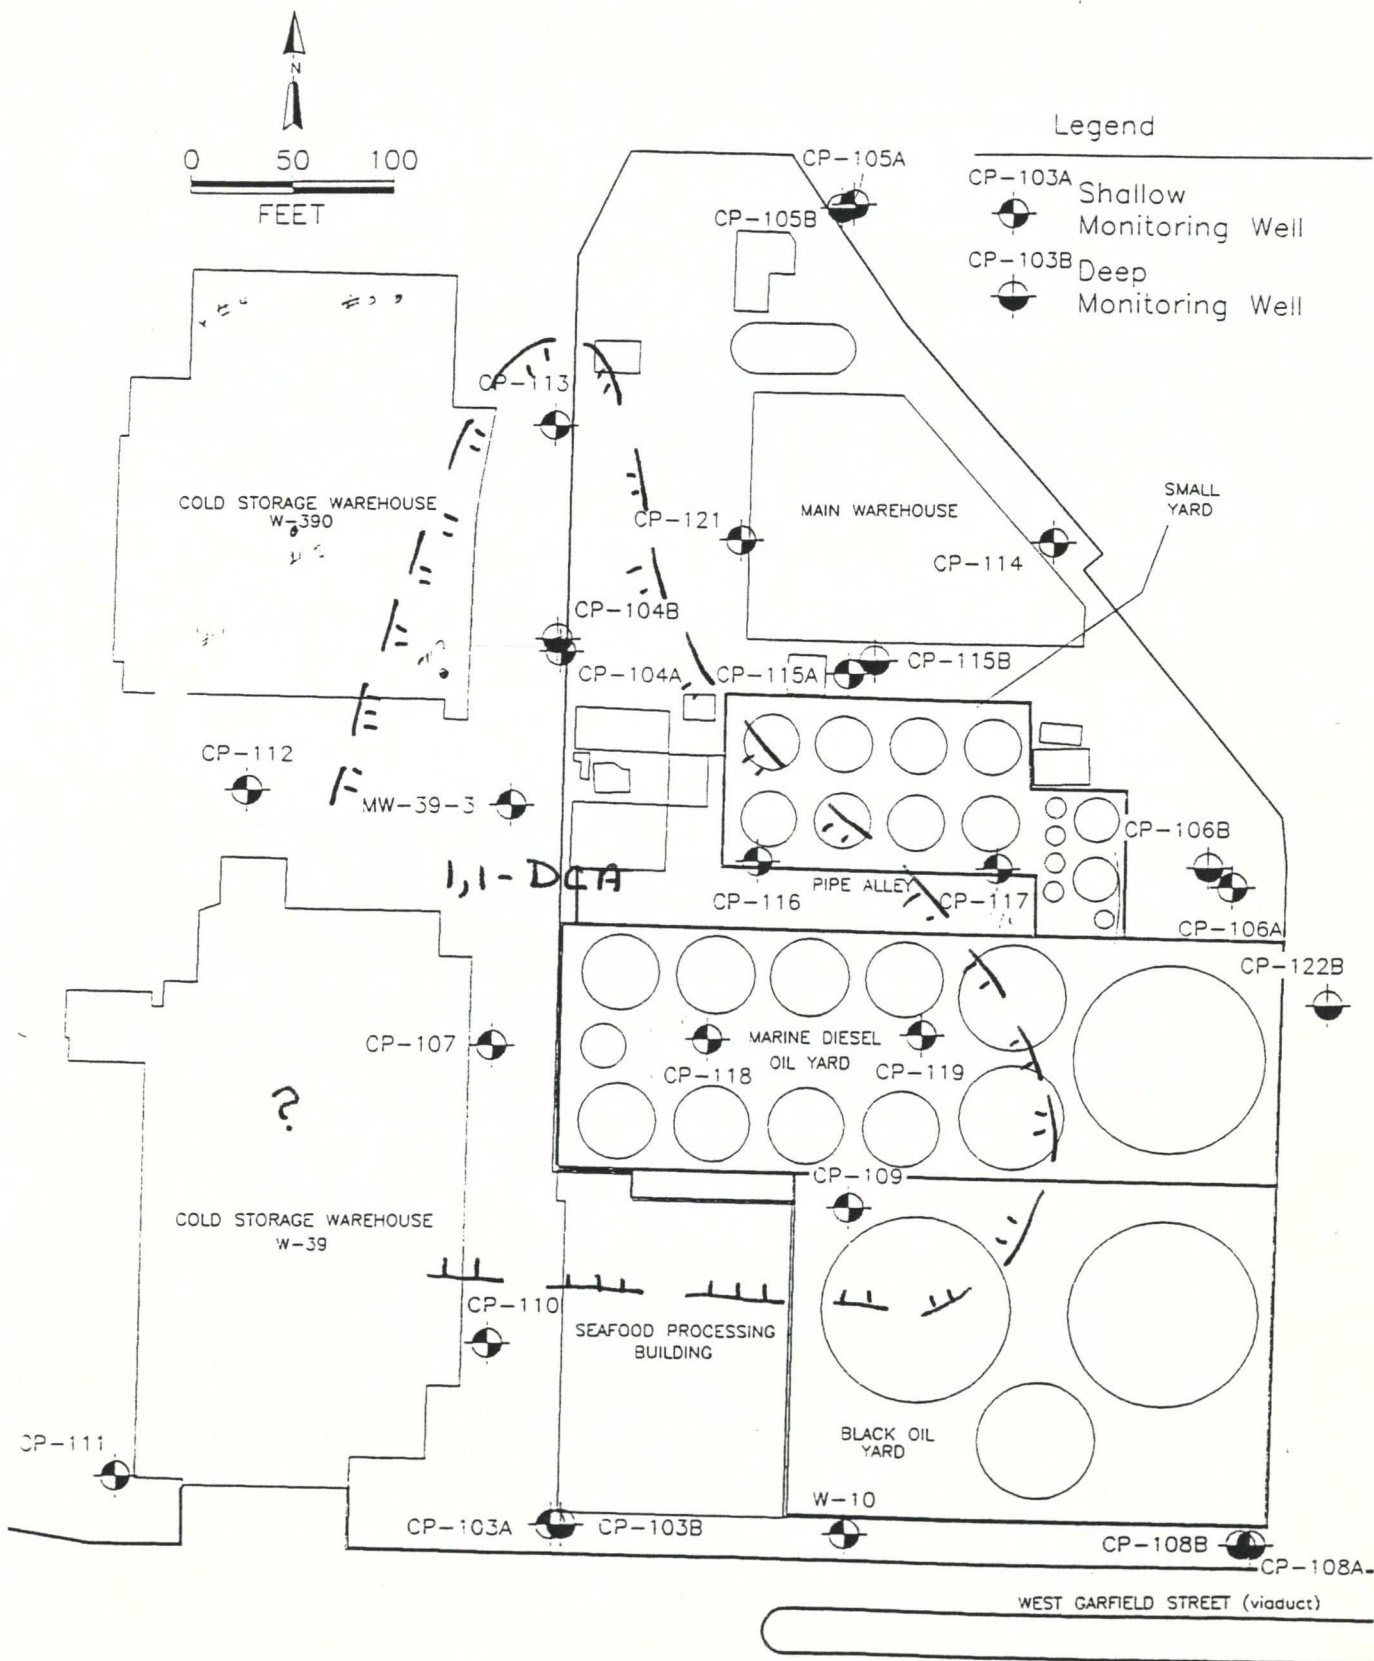 N
0 50 100
FEET
Legend
CP-103A Shallow
Monitoring Well
CP-103B Deep
Monitoring Well
CP-105A
CP-105B
CP-113
COLD STORAGE WAREHOUSE
W-390
CP-121
MAIN WAREHOUSE
SMALL
YARD
CP-114
CP-104B
CP-104A
CP-115A
CP-115B
CP-112
MW-39-3
1,1-DCA
CP-116
PIPE ALLEY
CP-117
CP-106B
CP-106A
CP-122B
CP-107
CP-118
MARINE DIESEL
OIL YARD
CP-119
?
CP-109
COLD STORAGE WAREHOUSE
W-39
CP-110
SEAFOOD PROCESSING
BUILDING
BLACK OIL
YARD
CP-111
CP-103A
CP-103B
W-10
CP-108B
CP-108A
WEST GARFIELD STREET (viaduct)